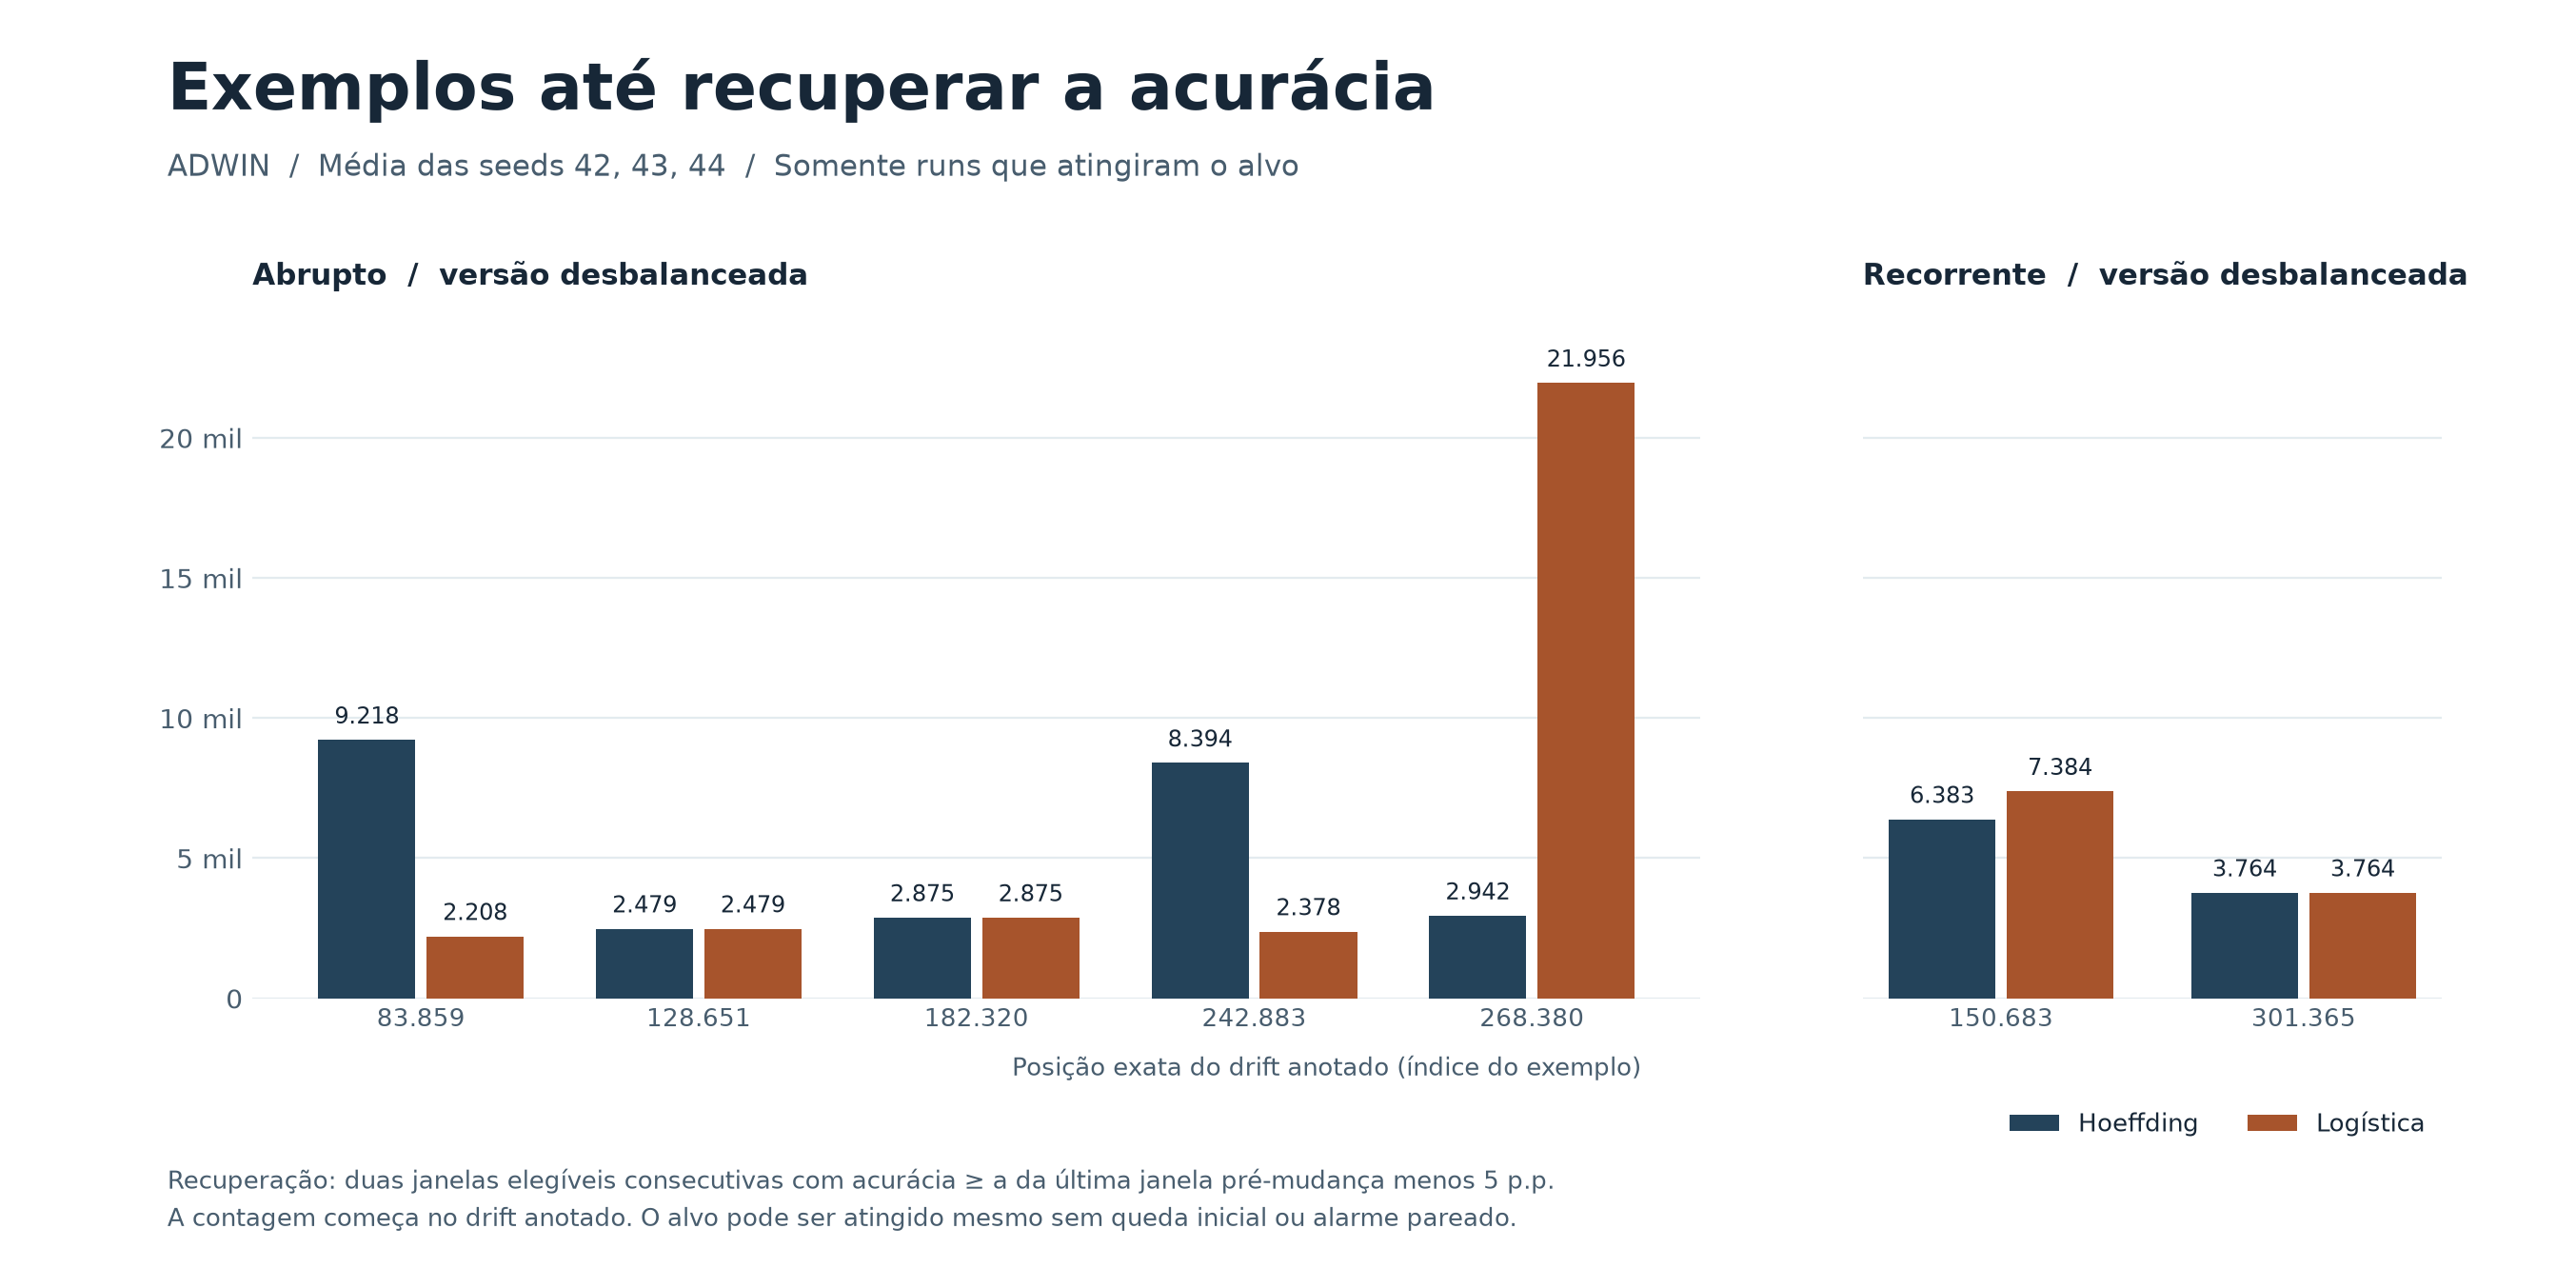 Exemplos até recuperar a acurácia
ADWIN / Média das seeds 42, 43, 44 / Somente runs que atingiram o alvo
Abrupto / versão desbalanceada
20 mil
15 mil
10 mil
5 mil
0
9.218
2.208
2.479
2.479
2.875
2.875
8.394
2.378
2.942
21.956
83.859
128.651
182.320
242.883
268.380
Recorrente / versão desbalanceada
6.383
7.384
3.764
3.764
150.683
301.365
Posição exata do drift anotado (índice do exemplo)
Hoeffding
Logística
Recuperação: duas janelas elegíveis consecutivas com acurácia ≥ a da última janela pré-mudança menos 5 p.p.
A contagem começa no drift anotado. O alvo pode ser atingido mesmo sem queda inicial ou alarme pareado.